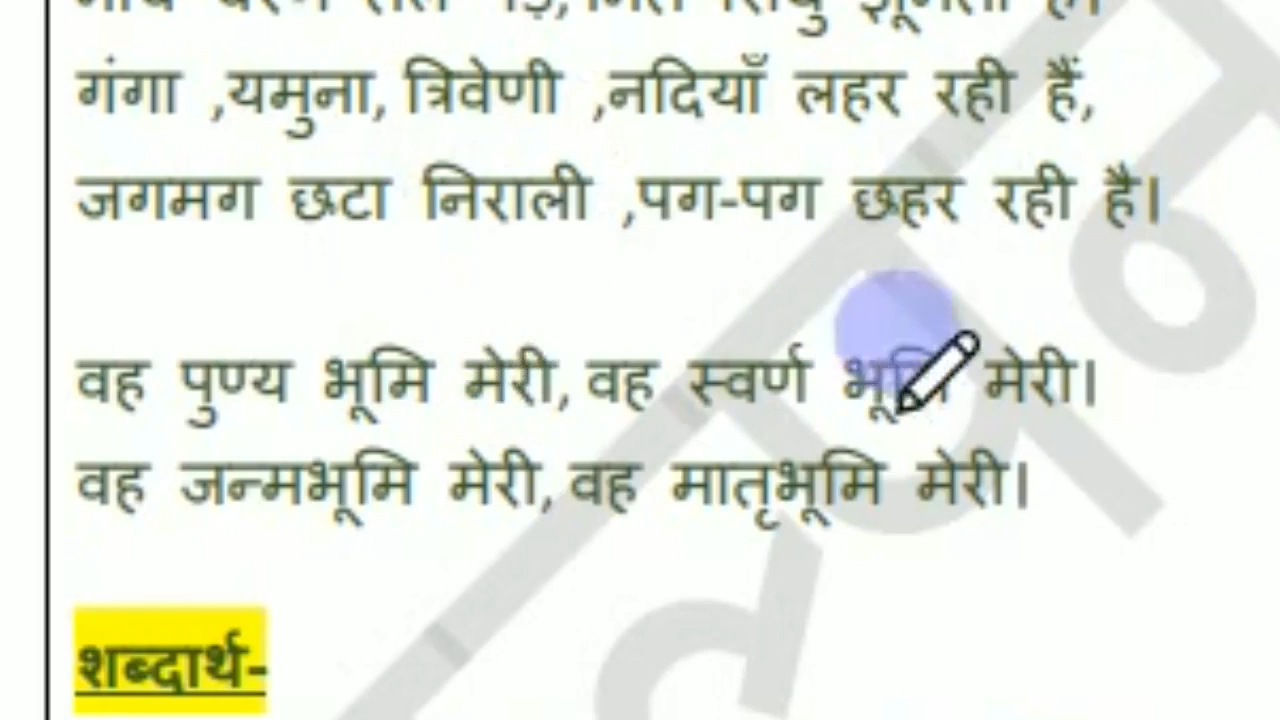 गंगा ,यमुना, त्रिवेणी ,नदियाँ लहर रही हैं,
जगमग छटा निराली ,पग-पग छहर रही है।
वह पुण्य भूमि मेरी, वह स्वर्ण भूमि मेरी।
वह जन्मभूमि मेरी, वह मातृभूमि मेरी।
शब्दार्थ-